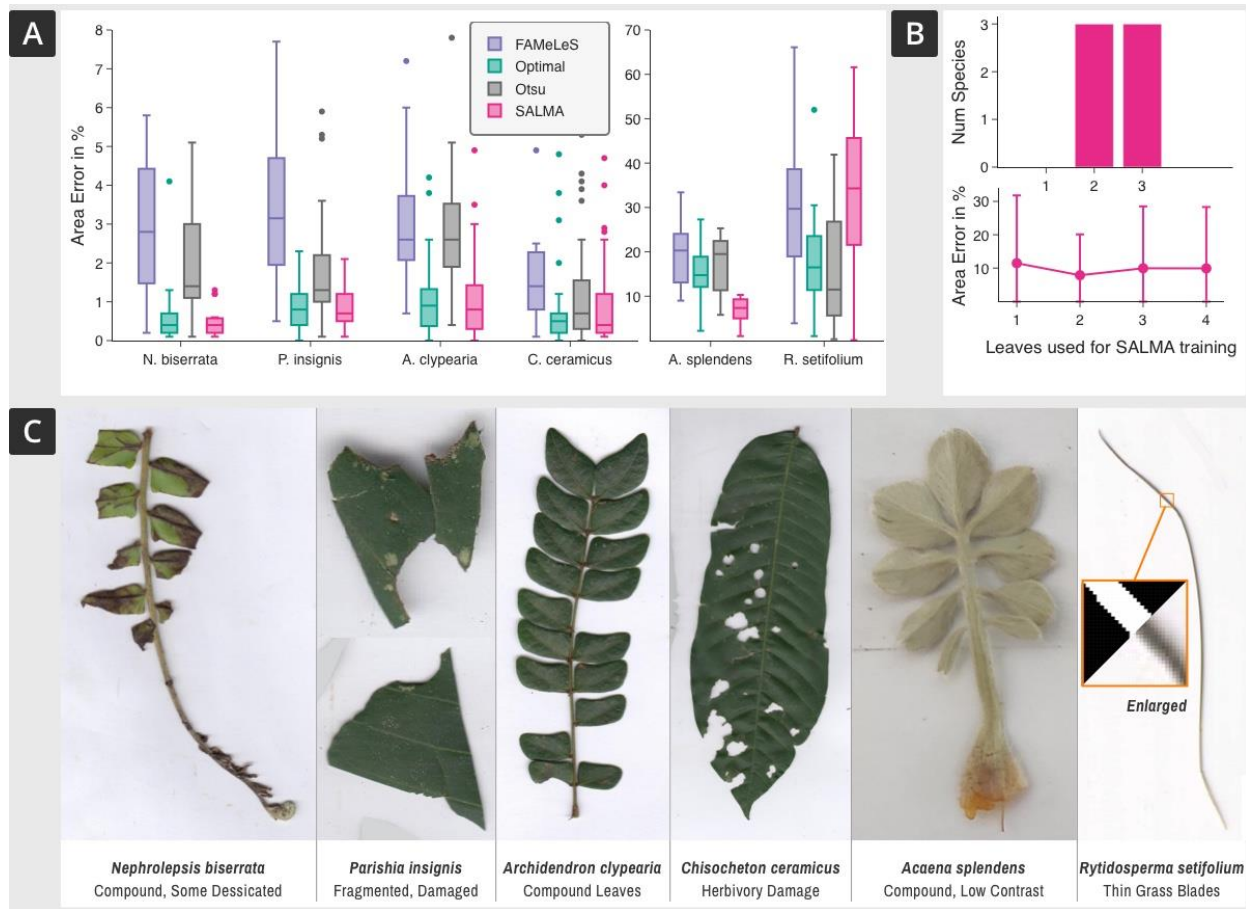 A
8
7
6
5
4
3
2
1
0
Area Error in %
N. biserrata
P. insignis
A. clypearia
C. ceramicus
FAMeLeS
Optimal
Otsu
SALMA
70
60
50
40
30
20
10
A. splendens
R. setifolium
B
3
2
1
0
Num Species
1
2
3
30
20
10
Area Error in %
1
2
3
4
Leaves used for SALMA training
C
Enlarged
Nephrolepsis biserrata
Compound, Some Dessicated
Parishia insignis
Fragmented, Damaged
Archidendron clypearia
Compound Leaves
Chisocheton ceramicus
Herbivory Damage
Acaena splendens
Compound, Low Contrast
Rytidosperma setifolium
Thin Grass Blades